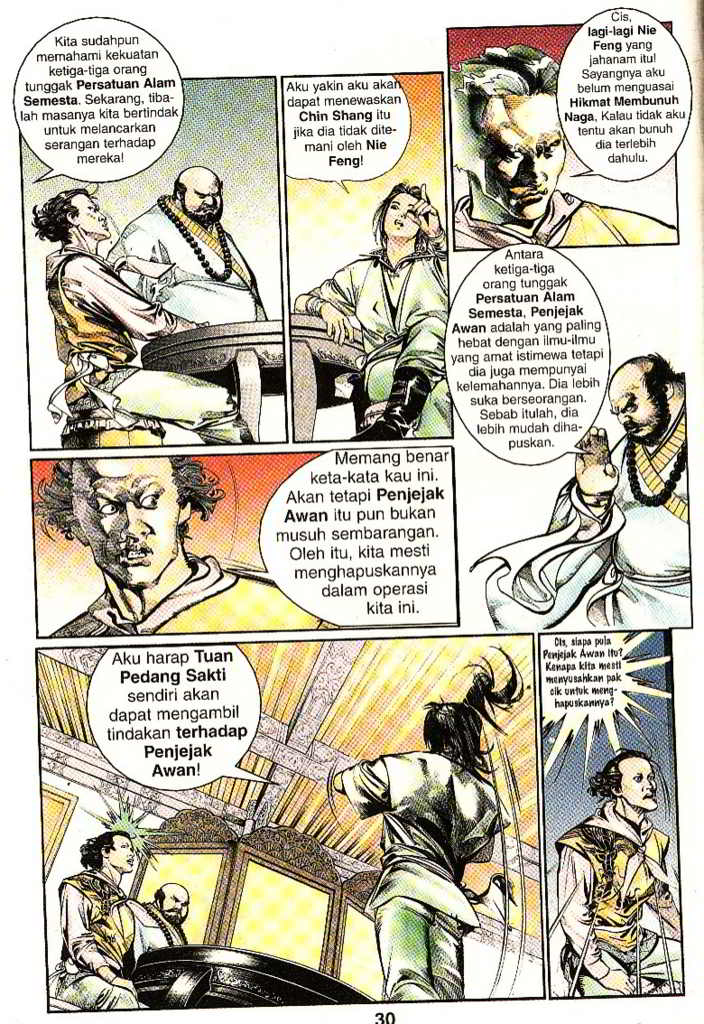 Kita sudahpun
memahami kekuatan
ketiga-tiga orang
tunggak Persatuan Alam
Semesta. Sekarang, tiba-
lah masanya kita bertindak
untuk melancarkan
serangan terhadap
mereka!
Aku yakin aku akan
dapat menewaskan
Chin Shang itu
jika dia tidak dite-
mani oleh Nie
Feng!
Cis,
lagi-lagi Nie
Feng yang
jahanam itu!
Sayangnya aku
belum menguasai
Hikmat Membunuh
Naga, Kalau tidak aku
tentu akan bunuh
dia terlebih
dahulu.
Antara
ketiga-tiga
orang tunggak
Persatuan Alam
Semesta, Penjejak
Awan adalah yang paling
hebat dengan ilmu-ilmu
yang amat istimewa tetapi
dia juga mempunyai
kelemahannya. Dia lebih
suka berseorangan.
Sebab itulah, dia
lebih mudah diha-
puskan.
Memang benar
keta-kata kau ini.
Akan tetapi Penjejak
Awan itu pun bukan
musuh sembarangan.
Oleh itu, kita mesti
menghapuskannya
dalam operasi
kita ini.
Aku harap Tuan
Pedang Sakti
sendiri akan
dapat mengambil
tindakan terhadap
Penjejak
Awan!
Cis, siapa pula
Penjejak Awan itu?
Kenapa kita mesti
menyusahkan pak
cik untuk meng-
hapuskannya?
30